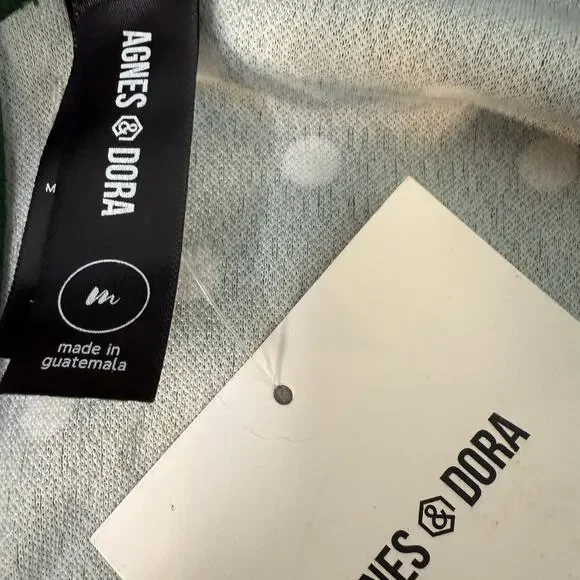 AGNES & DORA
M
m
made in
guatemala
AGNES & DORA